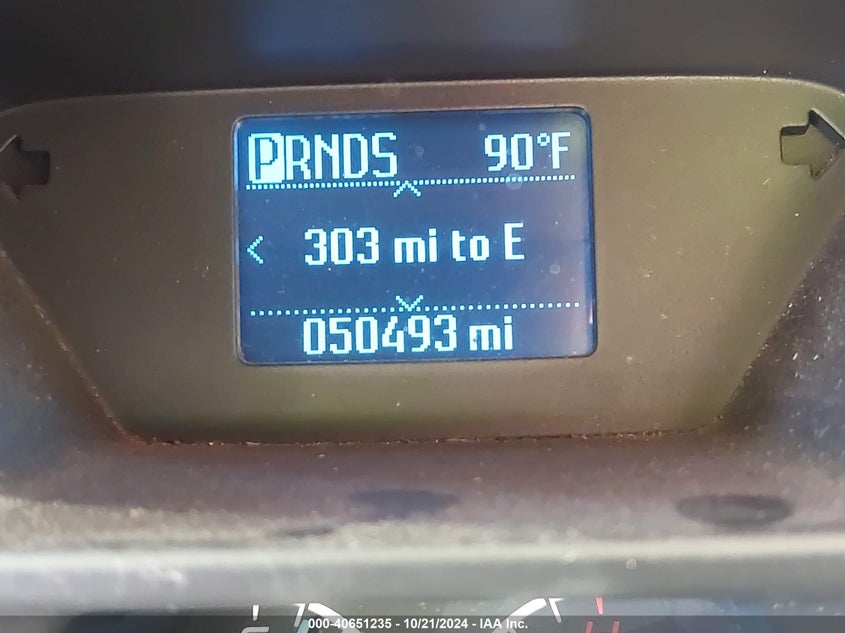 PRNDS 90°F
303 mi to E
050493 mi
000-40651235 - 10/21/2024 - IAA Inc.